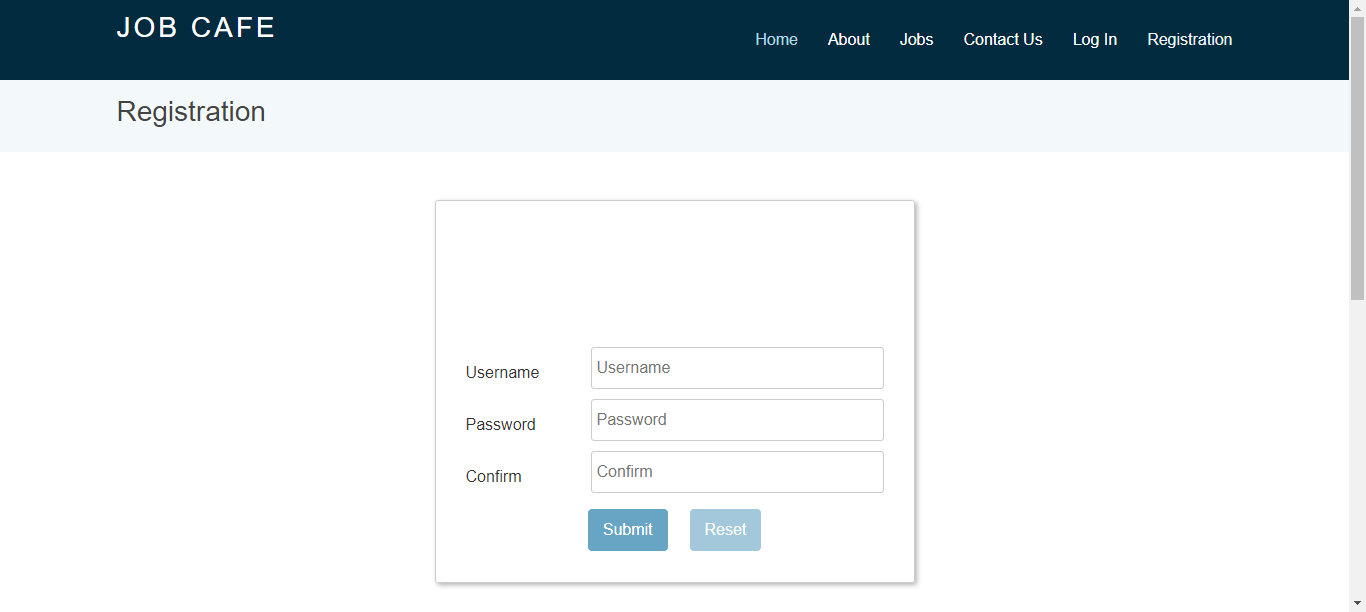 JOB CAFE
Home About Jobs Contact Us Log In Registration
Registration
Username Username
Password Password
Confirm Confirm
Submit Reset